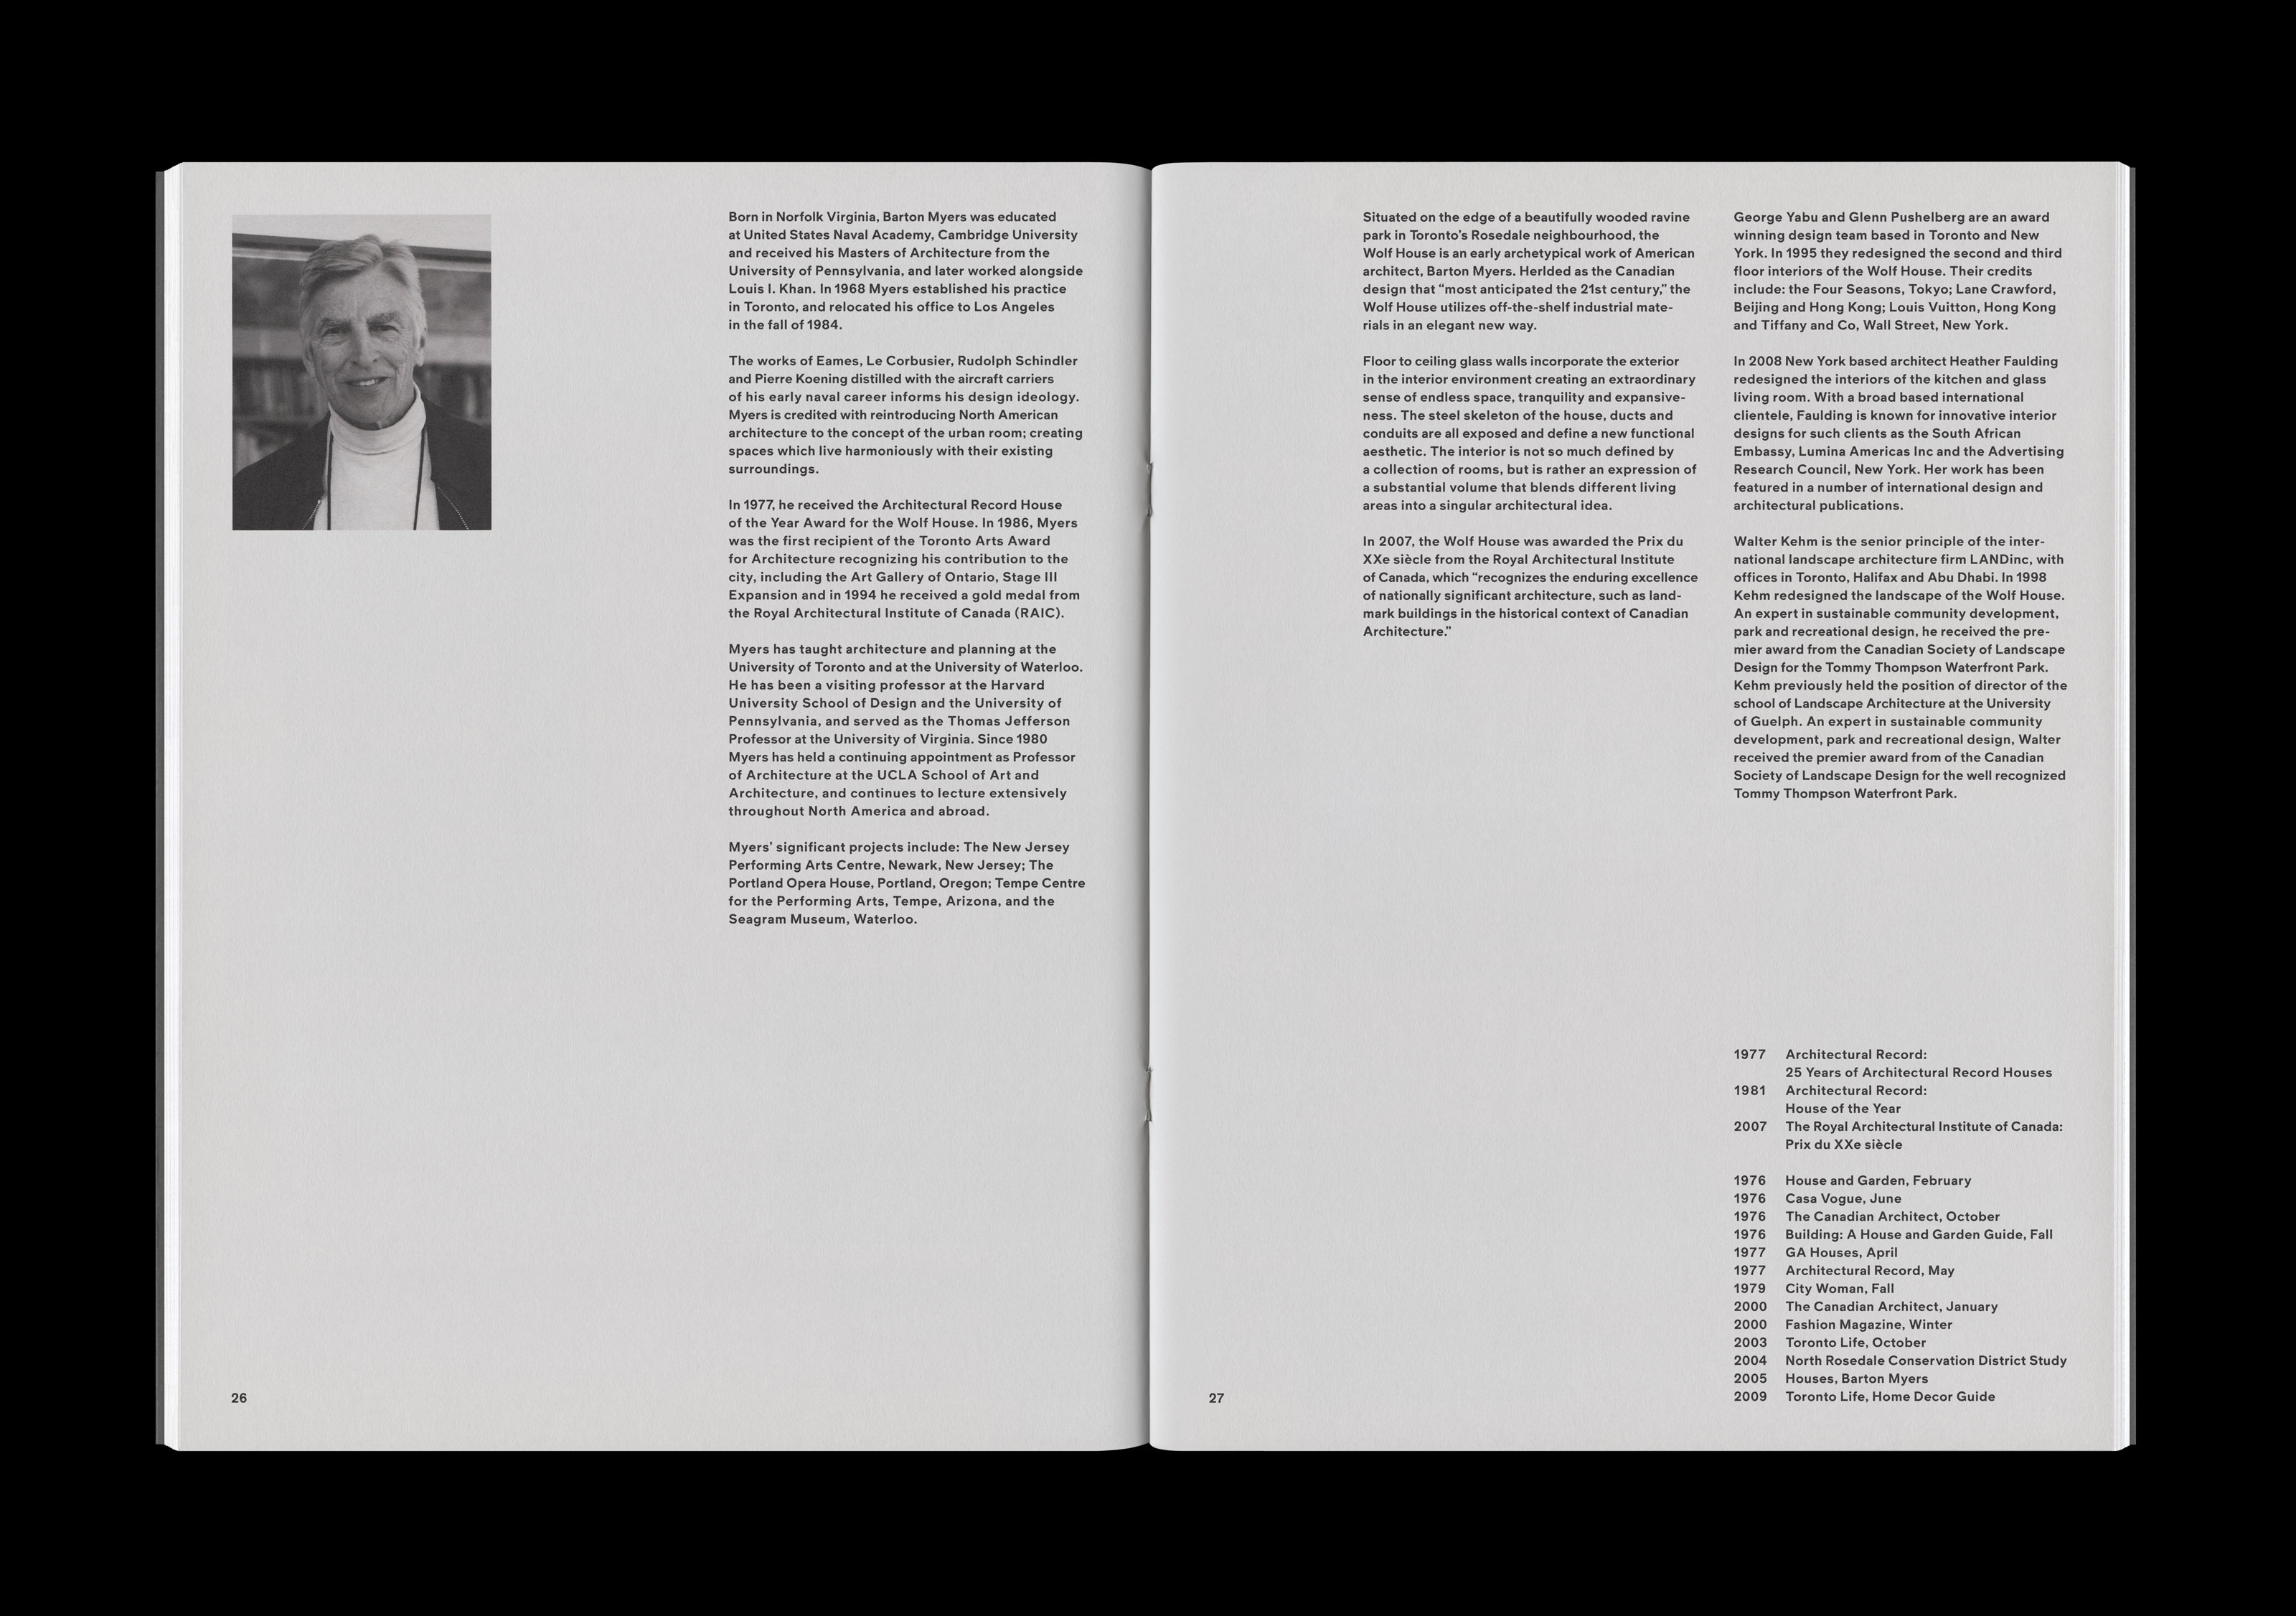 Born in Norfolk Virginia, Barton Myers was educated
at United States Naval Academy, Cambridge University
and received his Masters of Architecture from the
University of Pennsylvania, and later worked alongside
Louis I. Khan. In 1968 Myers established his practice
in Toronto, and relocated his office to Los Angeles
in the fall of 1984.
The works of Eames, Le Corbusier, Rudolph Schindler
and Pierre Koening distilled with the aircraft carriers
of his early naval career informs his design ideology.
Myers is credited with reintroducing North American
architecture to the concept of the urban room; creating
spaces which live harmoniously with their existing
surroundings.
In 1977, he received the Architectural Record House
of the Year Award for the Wolf House. In 1986, Myers
was the first recipient of the Toronto Arts Award
for Architecture recognizing his contribution to the
city, including the Art Gallery of Ontario, Stage III
Expansion and in 1994 he received a gold medal from
the Royal Architectural Institute of Canada (RAIC).
Myers has taught architecture and planning at the
University of Toronto and at the University of Waterloo.
He has been a visiting professor at the Harvard
University School of Design and the University of
Pennsylvania, and served as the Thomas Jefferson
Professor at the University of Virginia. Since 1980
Myers has held a continuing appointment as Professor
of Architecture at the UCLA School of Art and
Architecture, and continues to lecture extensively
throughout North America and abroad.
Myers’ significant projects include: The New Jersey
Performing Arts Centre, Newark, New Jersey; The
Portland Opera House, Portland, Oregon; Tempe Centre
for the Performing Arts, Tempe, Arizona, and the
Seagram Museum, Waterloo.
26
Situated on the edge of a beautifully wooded ravine
park in Toronto’s Rosedale neighbourhood, the
Wolf House is an early archetypical work of American
architect, Barton Myers. Herlded as the Canadian
design that “most anticipated the 21st century,” the
Wolf House utilizes off-the-shelf industrial mate-
rials in an elegant new way.
Floor to ceiling glass walls incorporate the exterior
in the interior environment creating an extraordinary
sense of endless space, tranquility and expansive-
ness. The steel skeleton of the house, ducts and
conduits are all exposed and define a new functional
aesthetic. The interior is not so much defined by
a collection of rooms, but is rather an expression of
a substantial volume that blends different living
areas into a singular architectural idea.
In 2007, the Wolf House was awarded the Prix du
XXe siècle from the Royal Architectural Institute
of Canada, which “recognizes the enduring excellence
of nationally significant architecture, such as land-
mark buildings in the historical context of Canadian
Architecture.”
George Yabu and Glenn Pushelberg are an award
winning design team based in Toronto and New
York. In 1995 they redesigned the second and third
floor interiors of the Wolf House. Their credits
include: the Four Seasons, Tokyo; Lane Crawford,
Beijing and Hong Kong; Louis Vuitton, Hong Kong
and Tiffany and Co, Wall Street, New York.
In 2008 New York based architect Heather Faulding
redesigned the interiors of the kitchen and glass
living room. With a broad based international
clientele, Faulding is known for innovative interior
designs for such clients as the South African
Embassy, Lumina Americas Inc and the Advertising
Research Council, New York. Her work has been
featured in a number of international design and
architectural publications.
Walter Kehm is the senior principle of the inter-
national landscape architecture firm LANDinc, with
offices in Toronto, Halifax and Abu Dhabi. In 1998
Kehm redesigned the landscape of the Wolf House.
An expert in sustainable community development,
park and recreational design, he received the pre-
mier award from the Canadian Society of Landscape
Design for the Tommy Thompson Waterfront Park.
Kehm previously held the position of director of the
school of Landscape Architecture at the University
of Guelph. An expert in sustainable community
development, park and recreational design, Walter
received the premier award from of the Canadian
Society of Landscape Design for the well recognized
Tommy Thompson Waterfront Park.
1977 Architectural Record:
25 Years of Architectural Record Houses
1981 Architectural Record:
House of the Year
2007 The Royal Architectural Institute of Canada:
Prix du XXe siècle
1976 House and Garden, February
1976 Casa Vogue, June
1976 The Canadian Architect, October
1976 Building: A House and Garden Guide, Fall
1977 GA Houses, April
1977 Architectural Record, May
1979 City Woman, Fall
2000 The Canadian Architect, January
2000 Fashion Magazine, Winter
2003 Toronto Life, October
2004 North Rosedale Conservation District Study
2005 Houses, Barton Myers
2009 Toronto Life, Home Decor Guide
27